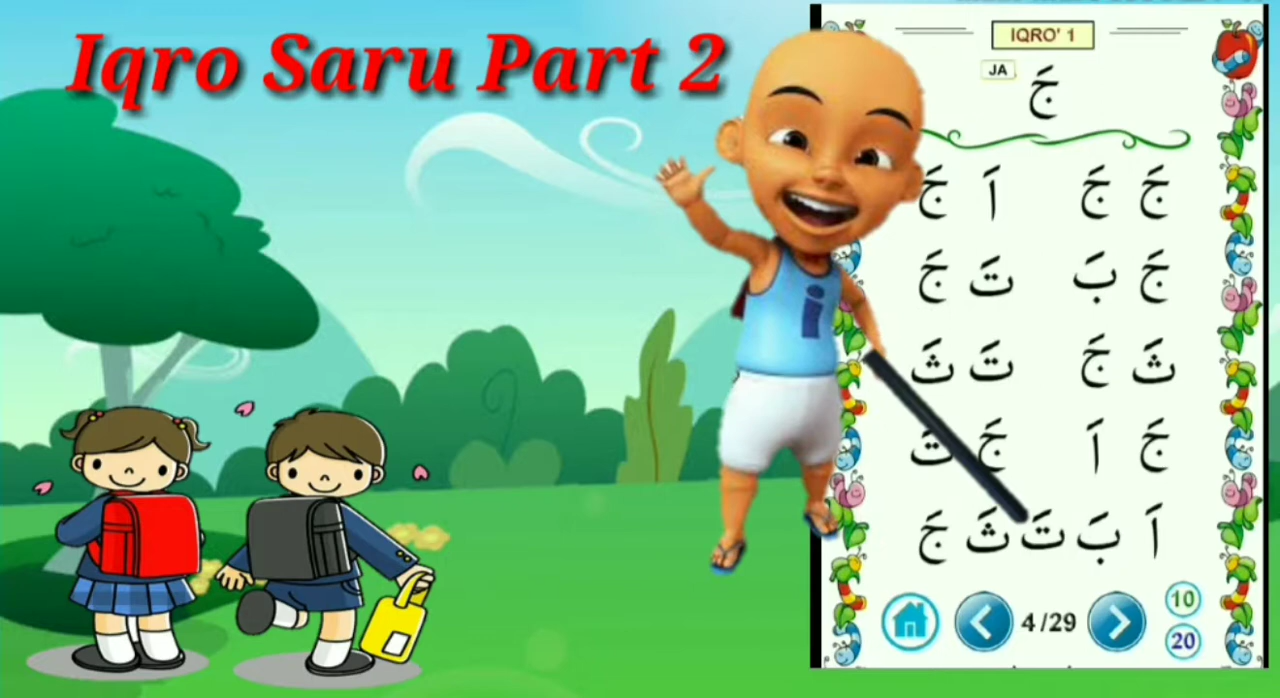 Iqro Saru Part 2
IQRO' 1
JA
جَ
جَ جَ اَ جَ
جَ بَ تَ جَ
ثَ جَ تَ ثَ
جَ اَ جَ تَ
اَ بَ تَ ثَ جَ
i
4/29
10
20